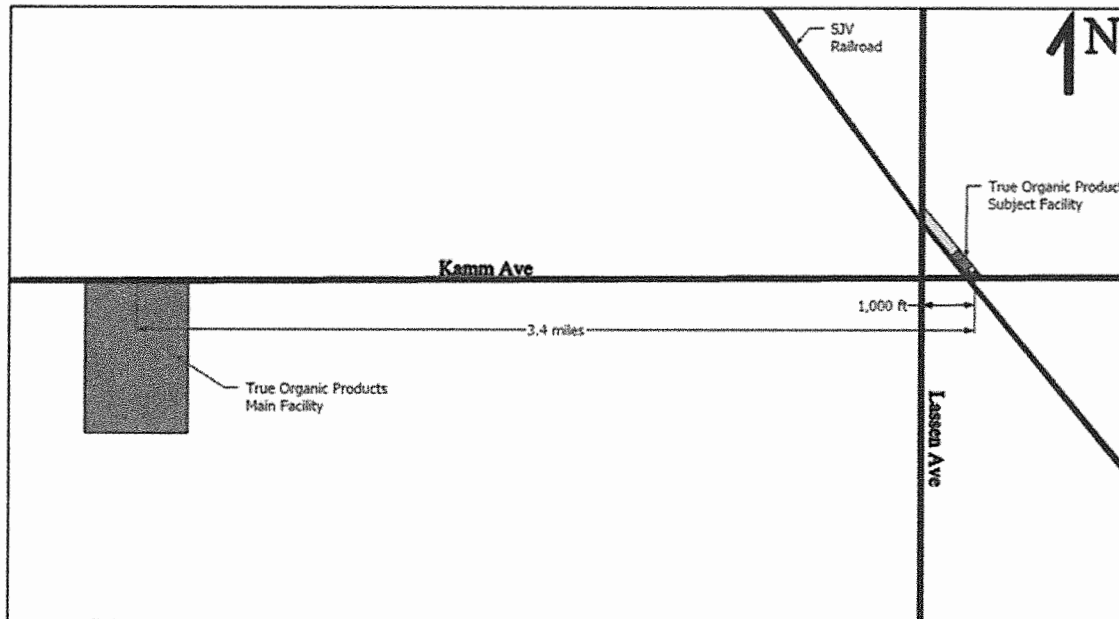 SJV
Railroad
N
True Organic Produc
Subject Facility
Kamm Ave
1,000 ft
3.4 miles
True Organic Products
Main Facility
Lassen Ave